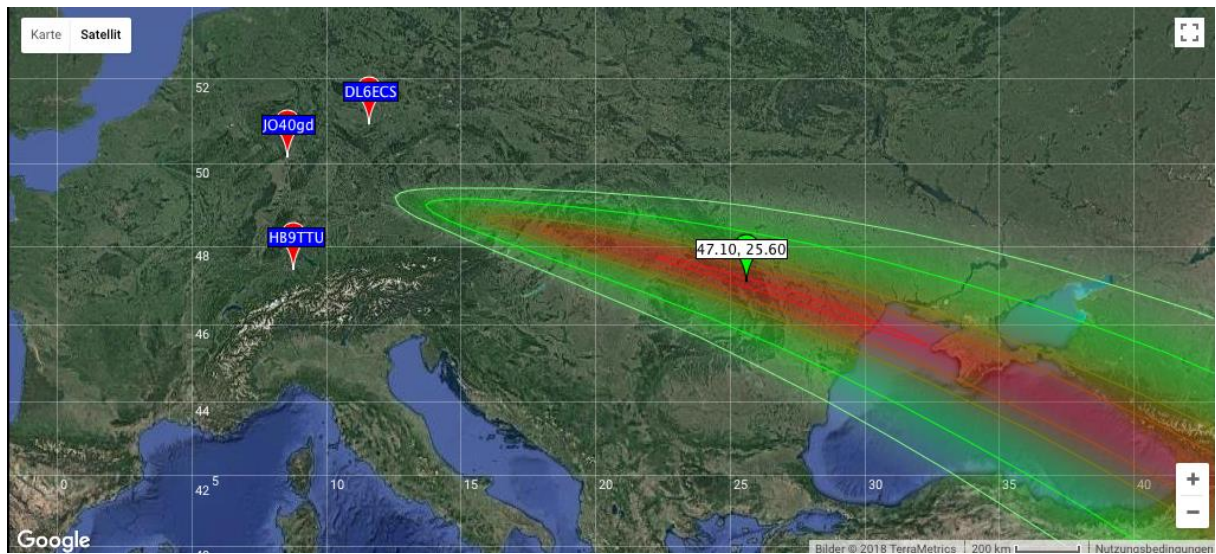 Karte Satellit
52
DL6ECS
JO40gd
50
HB9TTU
48
47.10, 25.60
46
44
0 5 10 15 20 25 30 35 40
42
Google
Bilder © 2018 TerraMetrics 200 km Nutzungsbedingungen